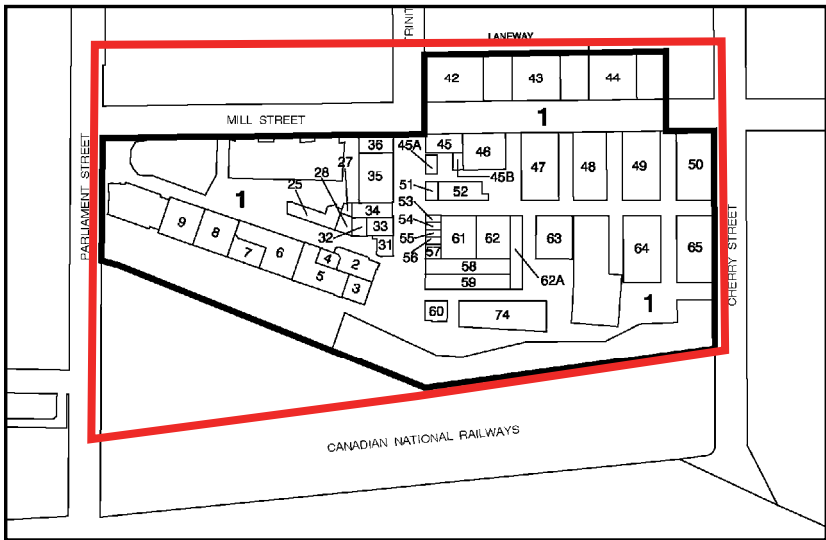 TRINIT
LANEWAY
42 43 44
MILL STREET
1
45A 45 46 47 48 49 50
36
27
35
28
25
1
45B
51 52
PARLIAMENT STREET
34
53
54
55
56
57
32 33
31
9 8 7 6 4 2
5 3
61 62 63 64 65
58
59
62A
CHERRY STREET
60 74
1
CANADIAN NATIONAL RAILWAYS